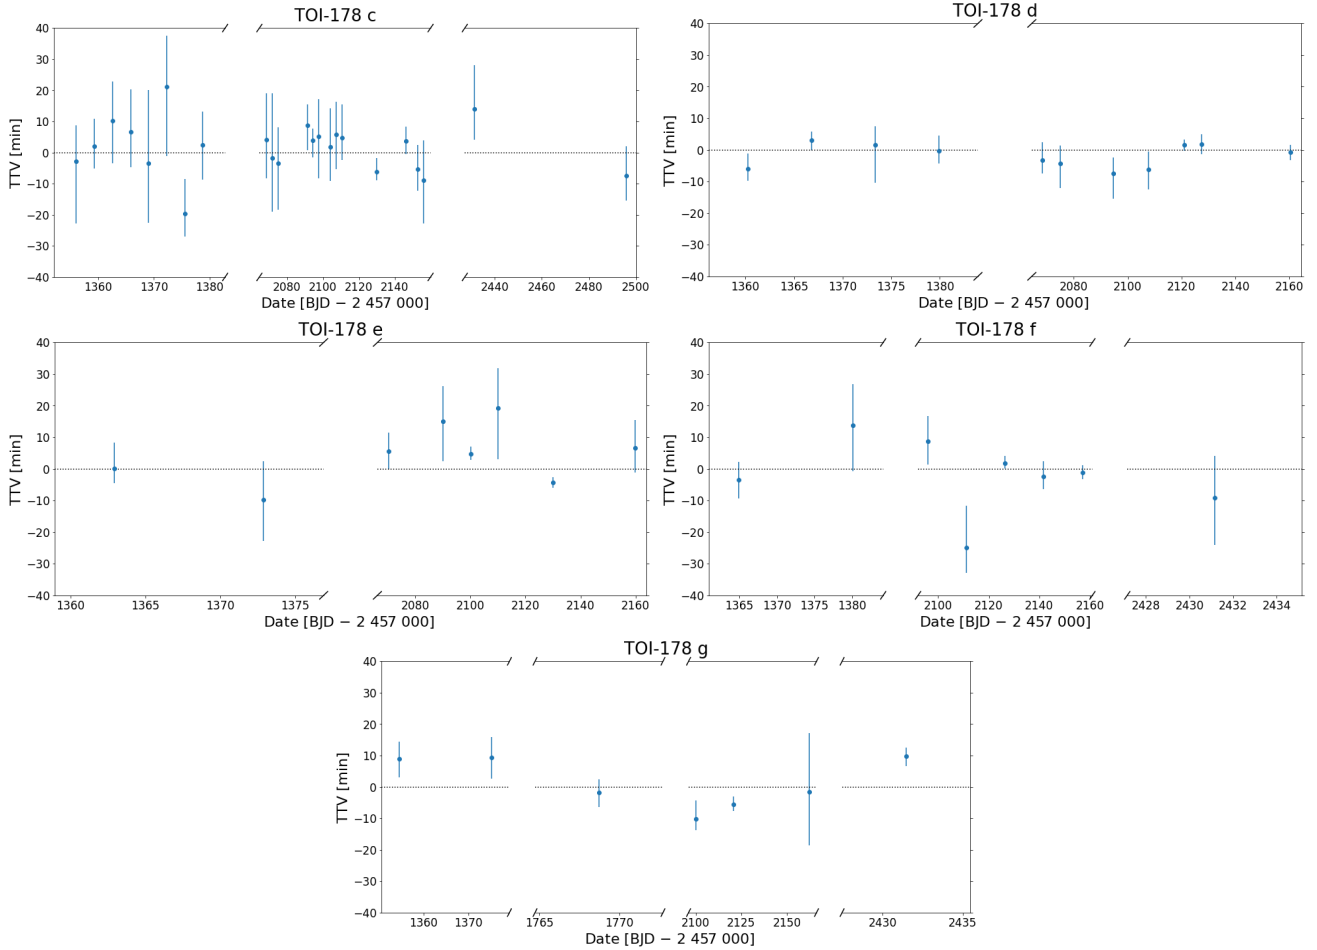 TOI-178 c
TTV [min]
40
30
20
10
0
−10
−20
−30
−40
1360 1370 1380 2080 2100 2120 2140 2440 2460 2480 2500
Date [BJD − 2 457 000]
TOI-178 d
TTV [min]
40
30
20
10
0
−10
−20
−30
−40
1360 1365 1370 1375 1380 2080 2100 2120 2140 2160
Date [BJD − 2 457 000]
TOI-178 e
TTV [min]
40
30
20
10
0
−10
−20
−30
−40
1360 1365 1370 1375 2080 2100 2120 2140 2160
Date [BJD − 2 457 000]
TOI-178 f
TTV [min]
40
30
20
10
0
−10
−20
−30
−40
1365 1370 1375 1380 2100 2120 2140 2160 2428 2430 2432 2434
Date [BJD − 2 457 000]
TOI-178 g
TTV [min]
40
30
20
10
0
−10
−20
−30
−40
1360 1370 1765 1770 2100 2125 2150 2430 2435
Date [BJD − 2 457 000]